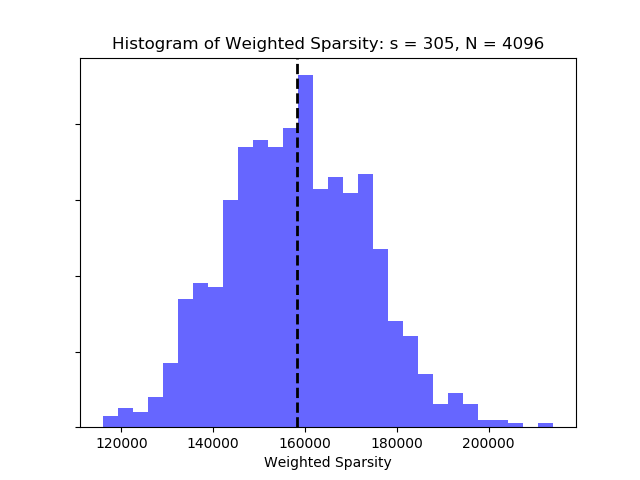 Histogram of Weighted Sparsity: s = 305, N = 4096
120000 140000 160000 180000 200000
Weighted Sparsity